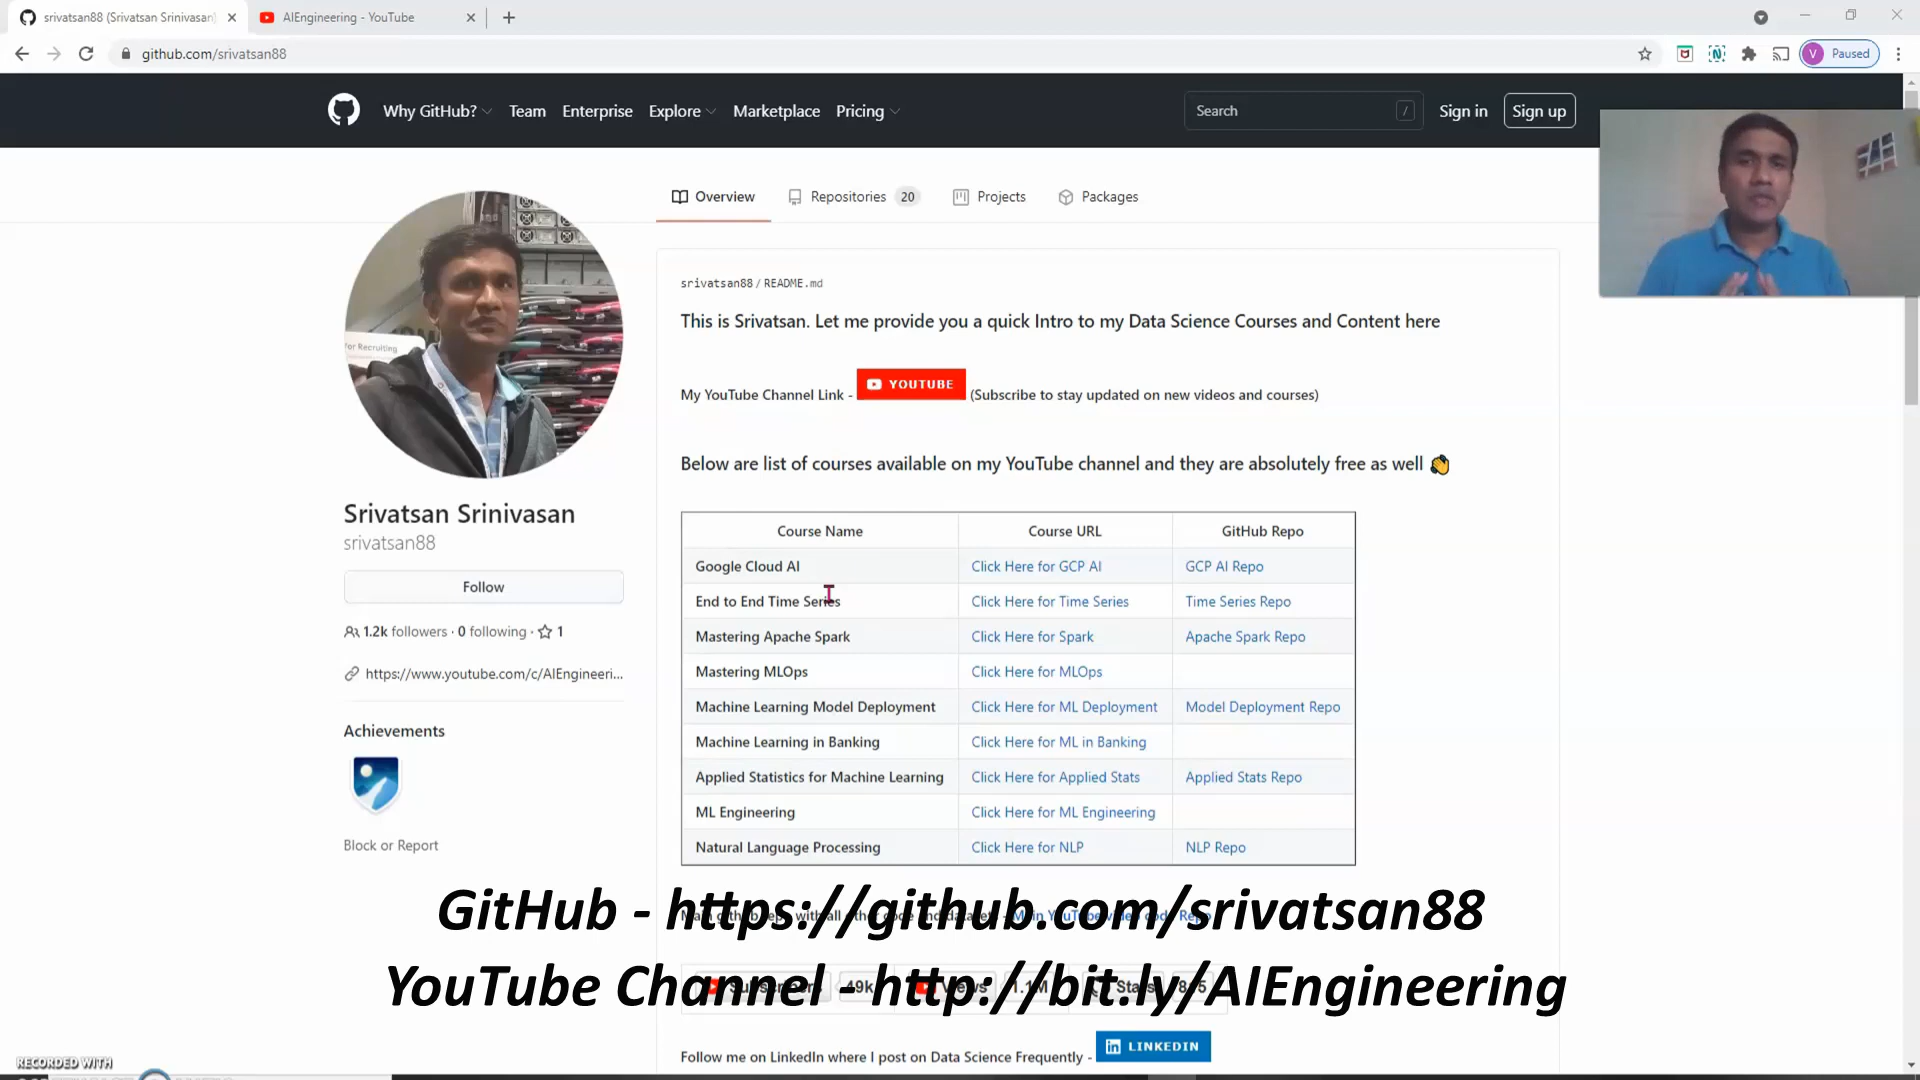 srivatsan88 (Srivatsan Srinivasan)
AIEngineering - YouTube
github.com/srivatsan88
V Paused
Why GitHub? Team Enterprise Explore Marketplace Pricing
Search /
Sign in Sign up
Overview Repositories 20 Projects Packages
For Recruiting
srivatsan88/README.md
This is Srivatsan. Let me provide you a quick Intro to my Data Science Courses and Content here
My YouTube Channel Link - YOUTUBE (Subscribe to stay updated on new videos and courses)
Below are list of courses available on my YouTube channel and they are absolutely free as well
Srivatsan Srinivasan
srivatsan88
Follow
1.2k followers · 0 following · 1
https://www.youtube.com/c/AIEngineeri...
Achievements
Block or Report
Course Name Course URL GitHub Repo
Google Cloud AI Click Here for GCP AI GCP AI Repo
End to End Time Series Click Here for Time Series Time Series Repo
Mastering Apache Spark Click Here for Spark Apache Spark Repo
Mastering MLOps Click Here for MLOps
Machine Learning Model Deployment Click Here for ML Deployment Model Deployment Repo
Machine Learning in Banking Click Here for ML in Banking
Applied Statistics for Machine Learning Click Here for Applied Stats Applied Stats Repo
ML Engineering Click Here for ML Engineering
Natural Language Processing Click Here for NLP NLP Repo
GitHub - https://github.com/srivatsan88
YouTube Channel - http://bit.ly/AIEngineering
Subscribers 49k Views 1.1M Stars
Follow me on LinkedIn where I post on Data Science Frequently - LINKEDIN
RECORDED WITH